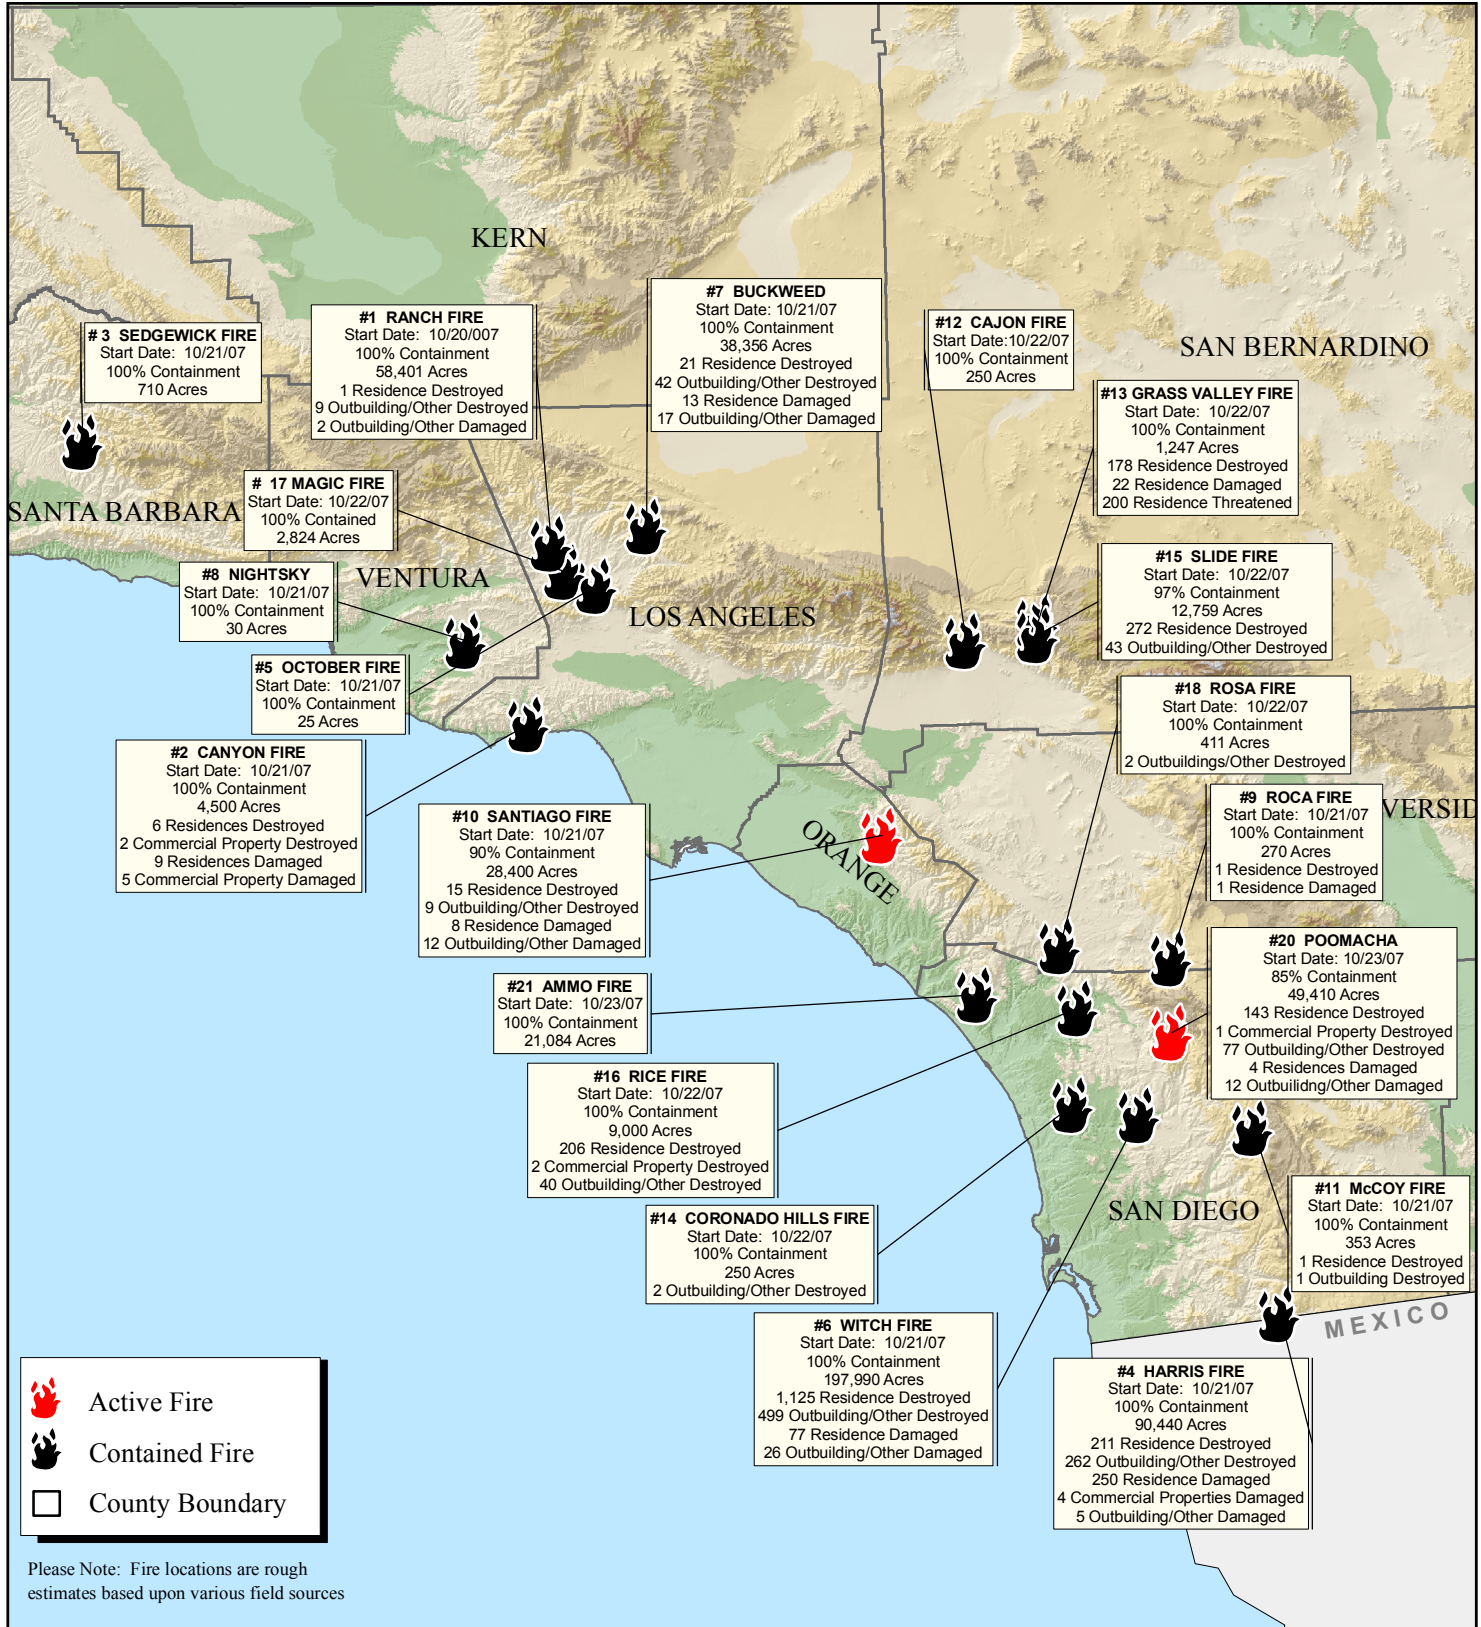 KERN
#7 BUCKWEED
Start Date: 10/21/07
100% Containment
38,356 Acres
21 Residence Destroyed
42 Outbuilding/Other Destroyed
13 Residence Damaged
17 Outbuilding/Other Damaged
#1 RANCH FIRE
Start Date: 10/20/007
100% Containment
58,401 Acres
1 Residence Destroyed
9 Outbuilding/Other Destroyed
2 Outbuilding/Other Damaged
# 3 SEDGEWICK FIRE
Start Date: 10/21/07
100% Containment
710 Acres
#12 CAJON FIRE
Start Date:10/22/07
100% Containment
250 Acres
SAN BERNARDINO
#13 GRASS VALLEY FIRE
Start Date: 10/22/07
100% Containment
1,247 Acres
178 Residence Destroyed
22 Residence Damaged
200 Residence Threatened
# 17 MAGIC FIRE
Start Date: 10/22/07
100% Contained
2,824 Acres
SANTA BARBARA
#15 SLIDE FIRE
Start Date: 10/22/07
97% Containment
12,759 Acres
272 Residence Destroyed
43 Outbuilding/Other Destroyed
#8 NIGHTSKY
Start Date: 10/21/07
100% Containment
30 Acres
VENTURA
LOS ANGELES
#5 OCTOBER FIRE
Start Date: 10/21/07
100% Containment
25 Acres
#18 ROSA FIRE
Start Date: 10/22/07
100% Containment
411 Acres
2 Outbuildings/Other Destroyed
#2 CANYON FIRE
Start Date: 10/21/07
100% Containment
4,500 Acres
6 Residences Destroyed
2 Commercial Property Destroyed
9 Residences Damaged
5 Commercial Property Damaged
#9 ROCA FIRE
Start Date: 10/21/07
100% Containment
270 Acres
1 Residence Destroyed
1 Residence Damaged
VERSID
#10 SANTIAGO FIRE
Start Date: 10/21/07
90% Containment
28,400 Acres
15 Residence Destroyed
9 Outbuilding/Other Destroyed
8 Residence Damaged
12 Outbuilding/Other Damaged
ORANGE
#20 POOMACHA
Start Date: 10/23/07
85% Containment
49,410 Acres
143 Residence Destroyed
1 Commercial Property Destroyed
77 Outbuilding/Other Destroyed
4 Residences Damaged
12 Outbuilidng/Other Damaged
#21 AMMO FIRE
Start Date: 10/23/07
100% Containment
21,084 Acres
#16 RICE FIRE
Start Date: 10/22/07
100% Containment
9,000 Acres
206 Residence Destroyed
2 Commercial Property Destroyed
40 Outbuilding/Other Destroyed
#11 McCOY FIRE
Start Date: 10/21/07
100% Containment
353 Acres
1 Residence Destroyed
1 Outbuilding Destroyed
SAN DIEGO
#14 CORONADO HILLS FIRE
Start Date: 10/22/07
100% Containment
250 Acres
2 Outbuilding/Other Destroyed
#6 WITCH FIRE
Start Date: 10/21/07
100% Containment
197,990 Acres
1,125 Residence Destroyed
499 Outbuilding/Other Destroyed
77 Residence Damaged
26 Outbuilding/Other Damaged
MEXICO
#4 HARRIS FIRE
Start Date: 10/21/07
100% Containment
90,440 Acres
211 Residence Destroyed
262 Outbuilding/Other Destroyed
250 Residence Damaged
4 Commercial Properties Damaged
5 Outbuilding/Other Damaged
Active Fire
Contained Fire
County Boundary
Please Note: Fire locations are rough
estimates based upon various field sources